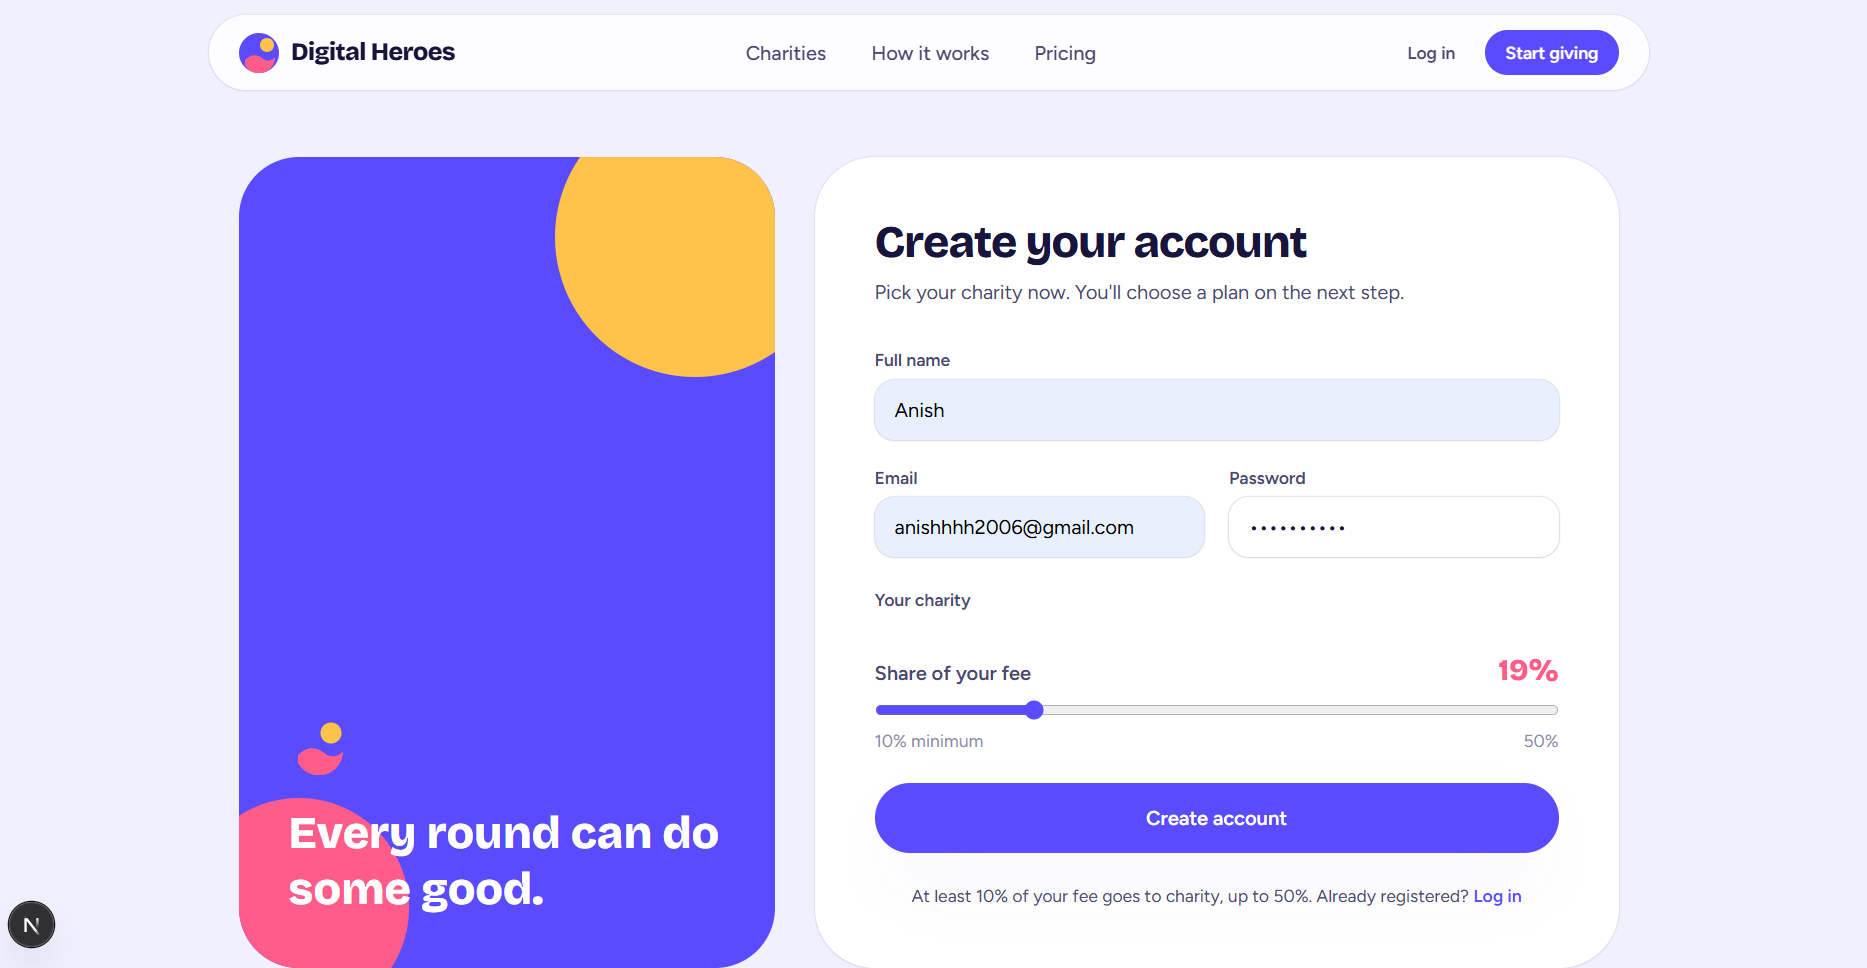 Digital Heroes
Charities
How it works
Pricing
Log in
Start giving
Every round can do
some good.
Create your account
Pick your charity now. You'll choose a plan on the next step.
Full name
Anish
Email
Password
anishhhh2006@gmail.com
••••••••••
Your charity
Share of your fee
19%
10% minimum
50%
Create account
At least 10% of your fee goes to charity, up to 50%. Already registered? Log in
N